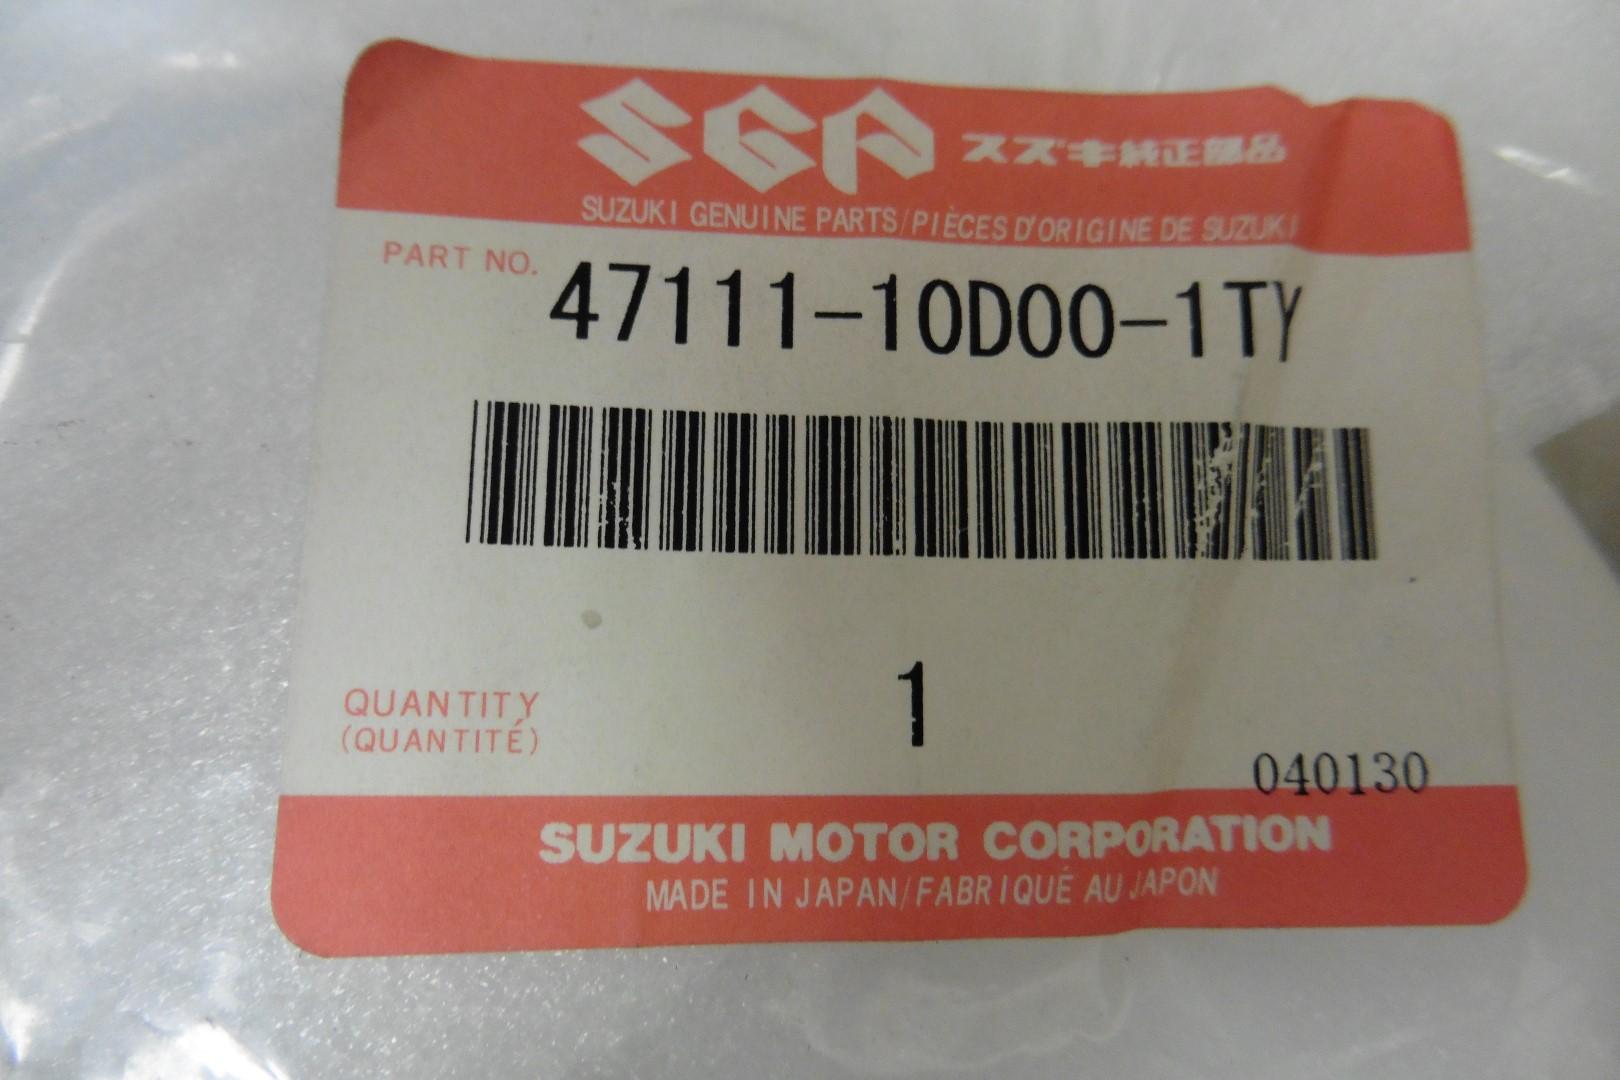 SGP スズキ純正部品
SUZUKI GENUINE PARTS/PIÈCES D'ORIGINE DE SUZUKI
PART NO. 47111-10D00-1TY
QUANTITY 1
(QUANTITÉ)
040130
SUZUKI MOTOR CORPORATION
MADE IN JAPAN/FABRIQUÉ AU JAPON